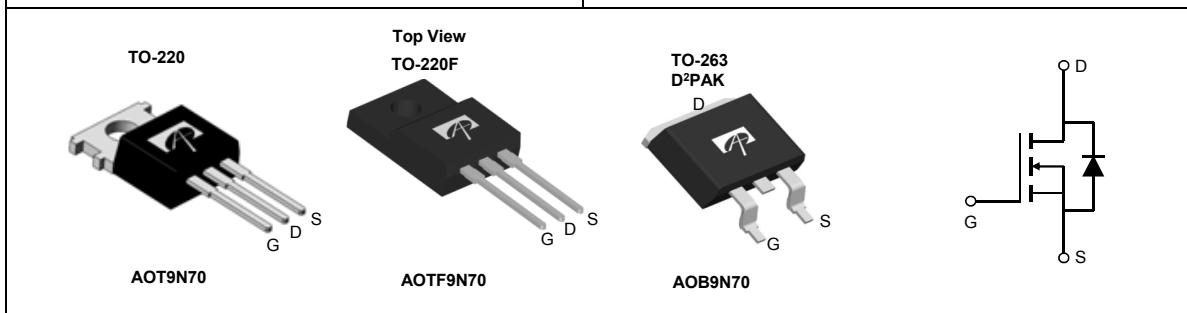 TO-220
G
D
S
AOT9N70
Top View
TO-220F
G
D
S
AOTF9N70
TO-263
D²PAK
D
G
S
AOB9N70
D
G
S